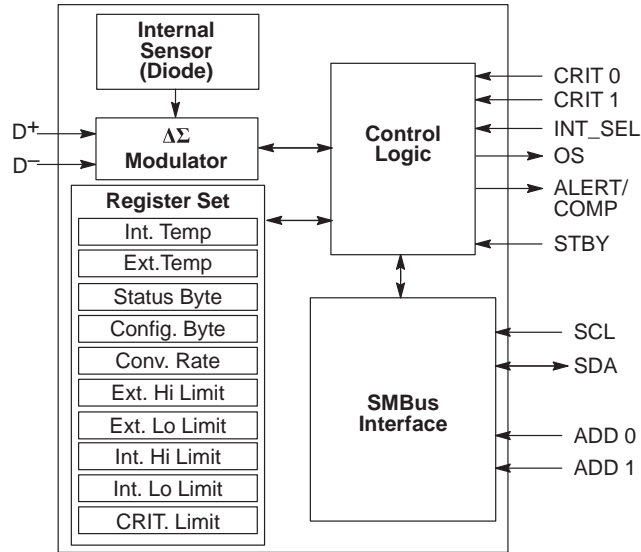 Internal
Sensor
(Diode)
D+
D−
ΔΣ
Modulator
Control
Logic
CRIT 0
CRIT 1
INT_SEL
OS
ALERT/
COMP
STBY
Register Set
Int. Temp
Ext.Temp
Status Byte
Config. Byte
Conv. Rate
Ext. Hi Limit
Ext. Lo Limit
Int. Hi Limit
Int. Lo Limit
CRIT. Limit
SMBus
Interface
SCL
SDA
ADD 0
ADD 1